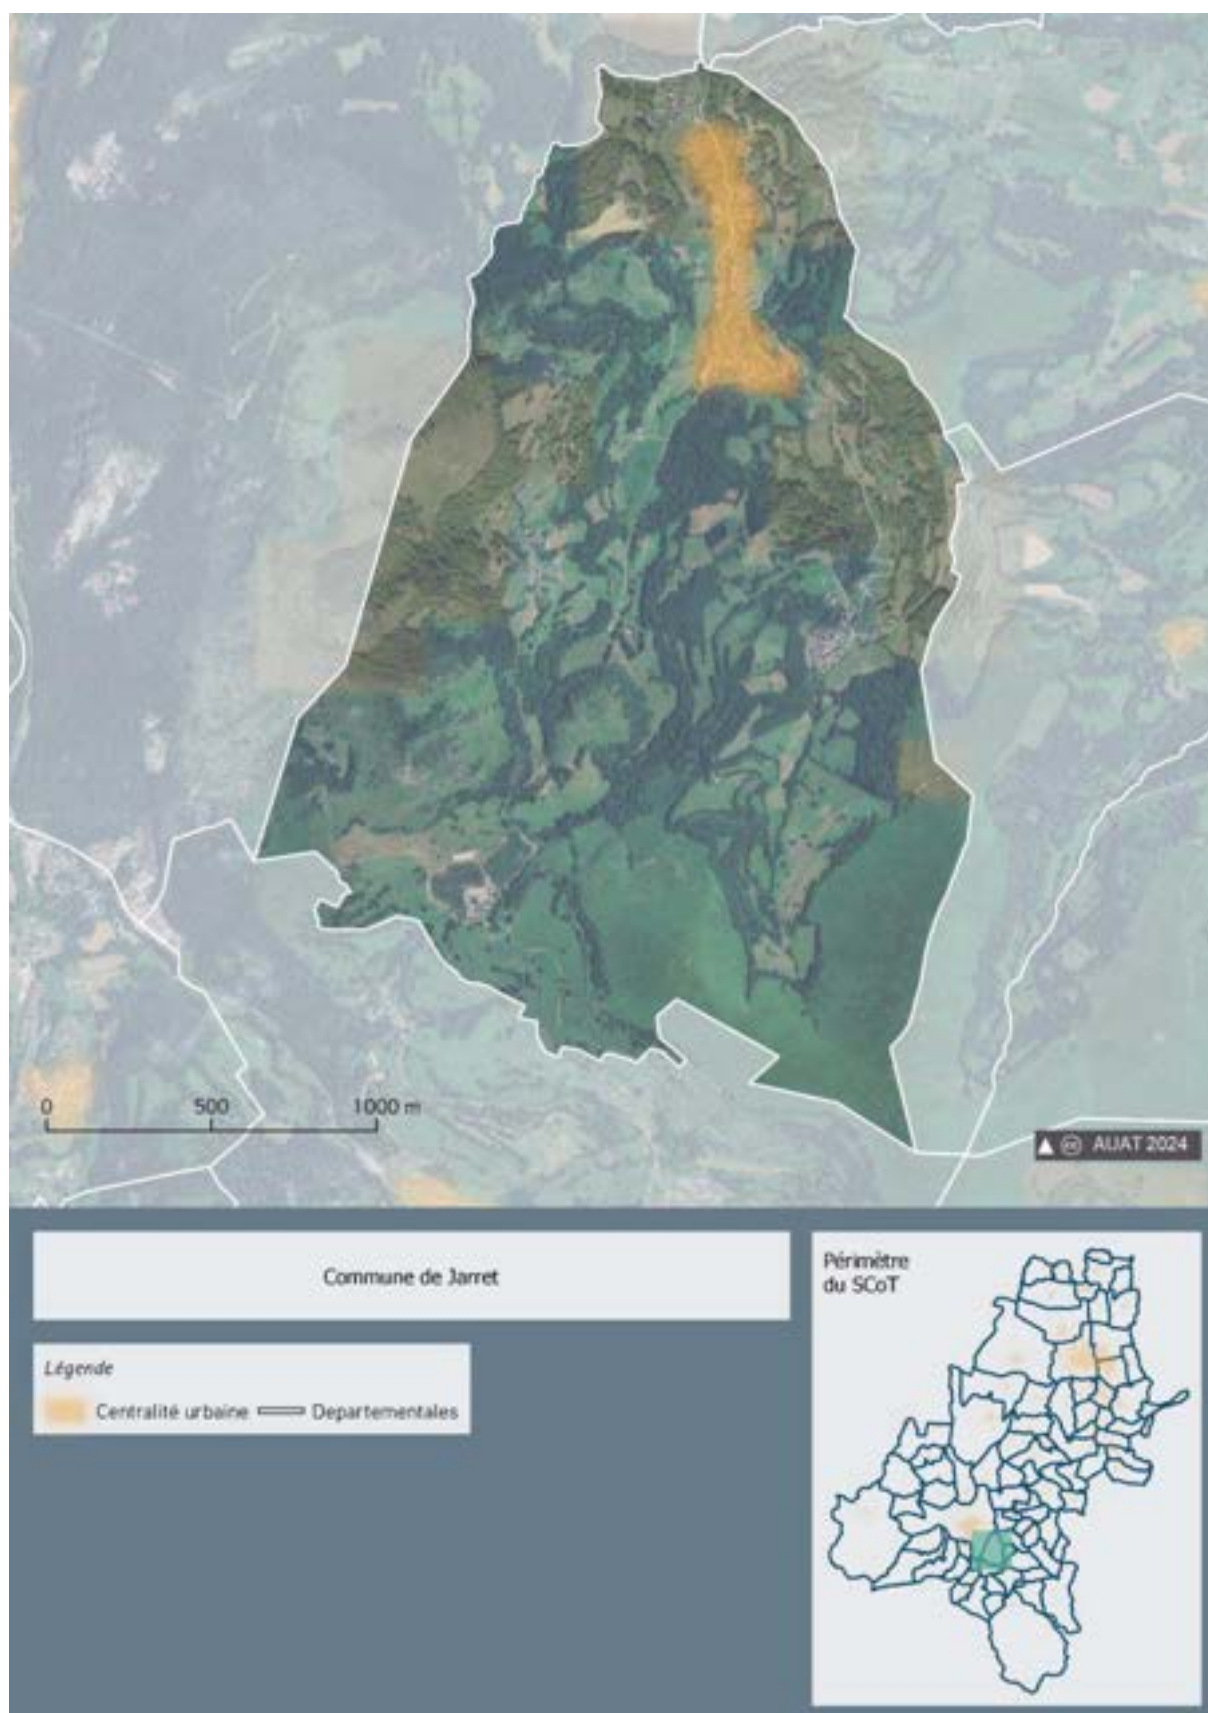 0 500 1000 m
AUAT 2024
Commune de Jarret
Périmètre
du SCoT
Légende
Centralité urbaine Departementales